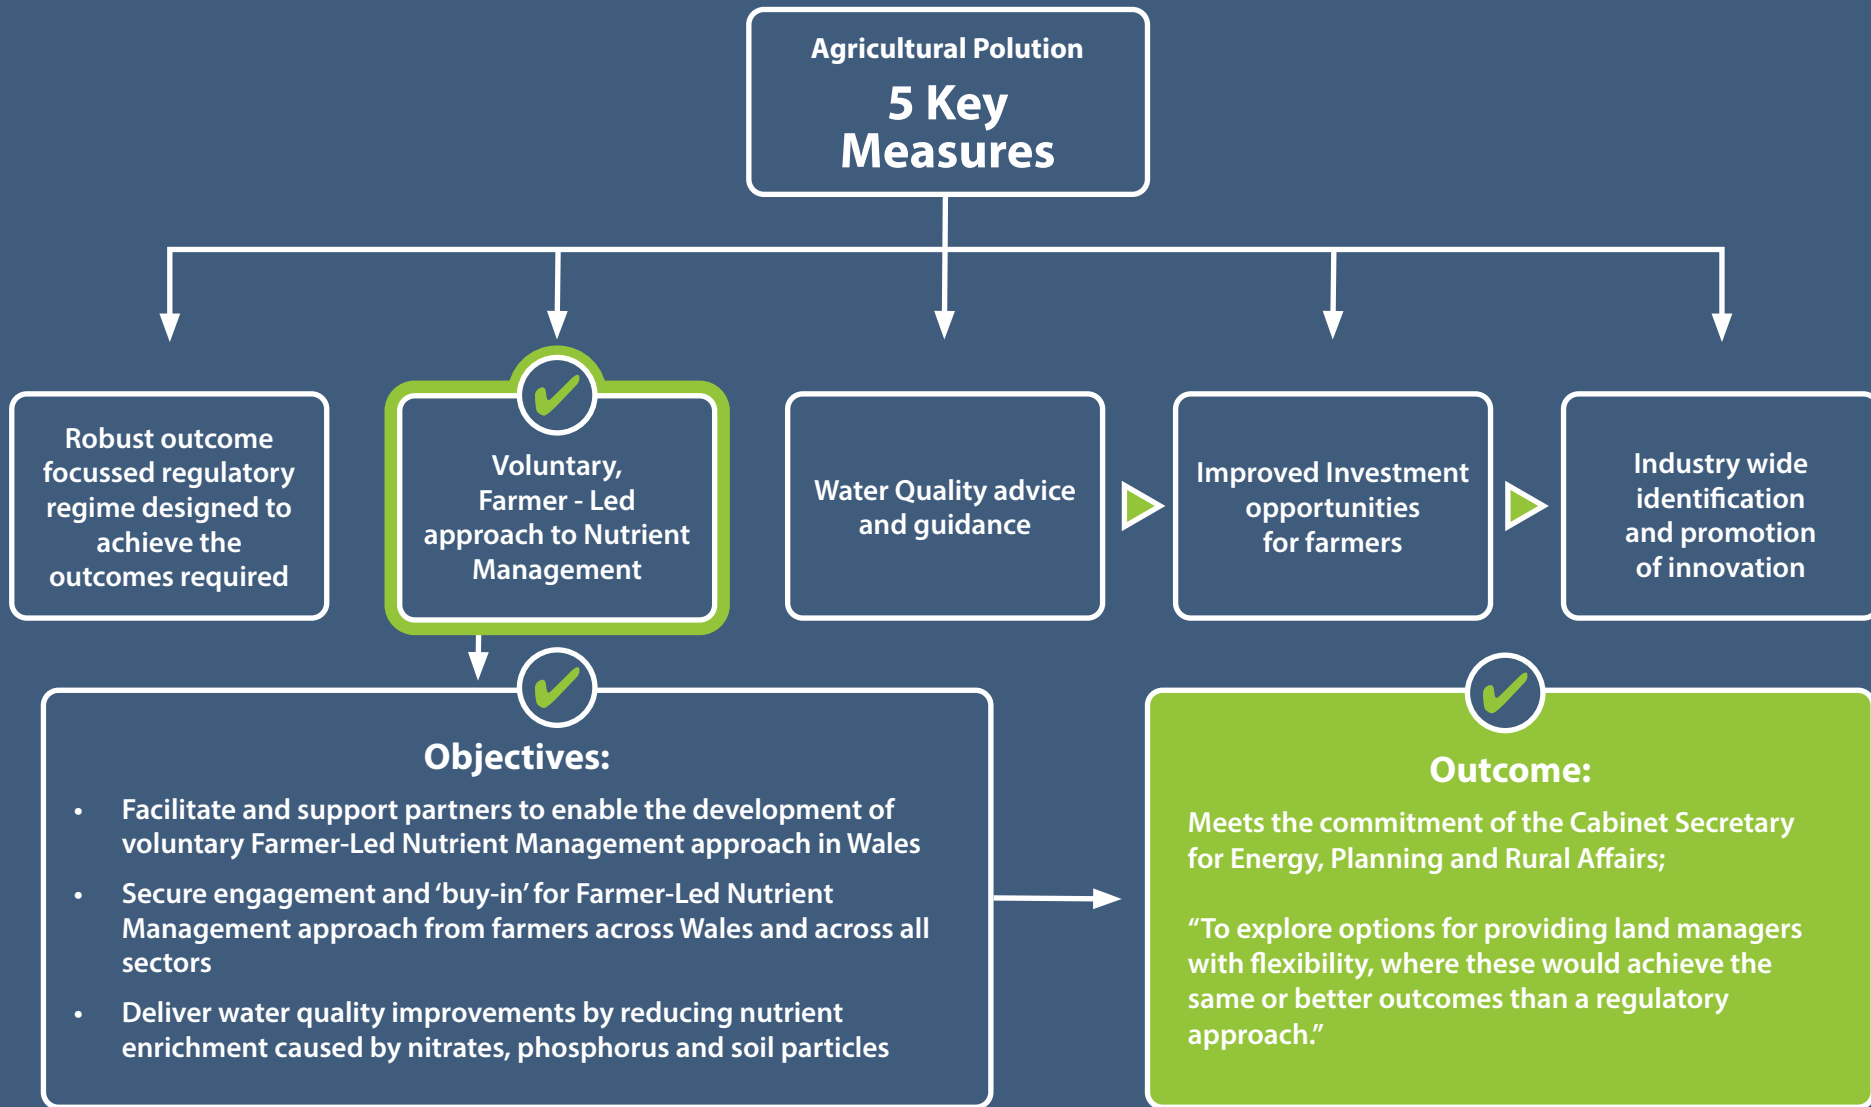 Agricultural Polution
5 Key
Measures
Robust outcome
focussed regulatory
regime designed to
achieve the
outcomes required
Voluntary,
Farmer - Led
approach to Nutrient
Management
Water Quality advice
and guidance
Improved Investment
opportunities
for farmers
Industry wide
identification
and promotion
of innovation
Objectives:
• Facilitate and support partners to enable the development of
voluntary Farmer-Led Nutrient Management approach in Wales
• Secure engagement and ‘buy-in’ for Farmer-Led Nutrient
Management approach from farmers across Wales and across all
sectors
• Deliver water quality improvements by reducing nutrient
enrichment caused by nitrates, phosphorus and soil particles
Outcome:
Meets the commitment of the Cabinet Secretary
for Energy, Planning and Rural Affairs;
“To explore options for providing land managers
with flexibility, where these would achieve the
same or better outcomes than a regulatory
approach.”